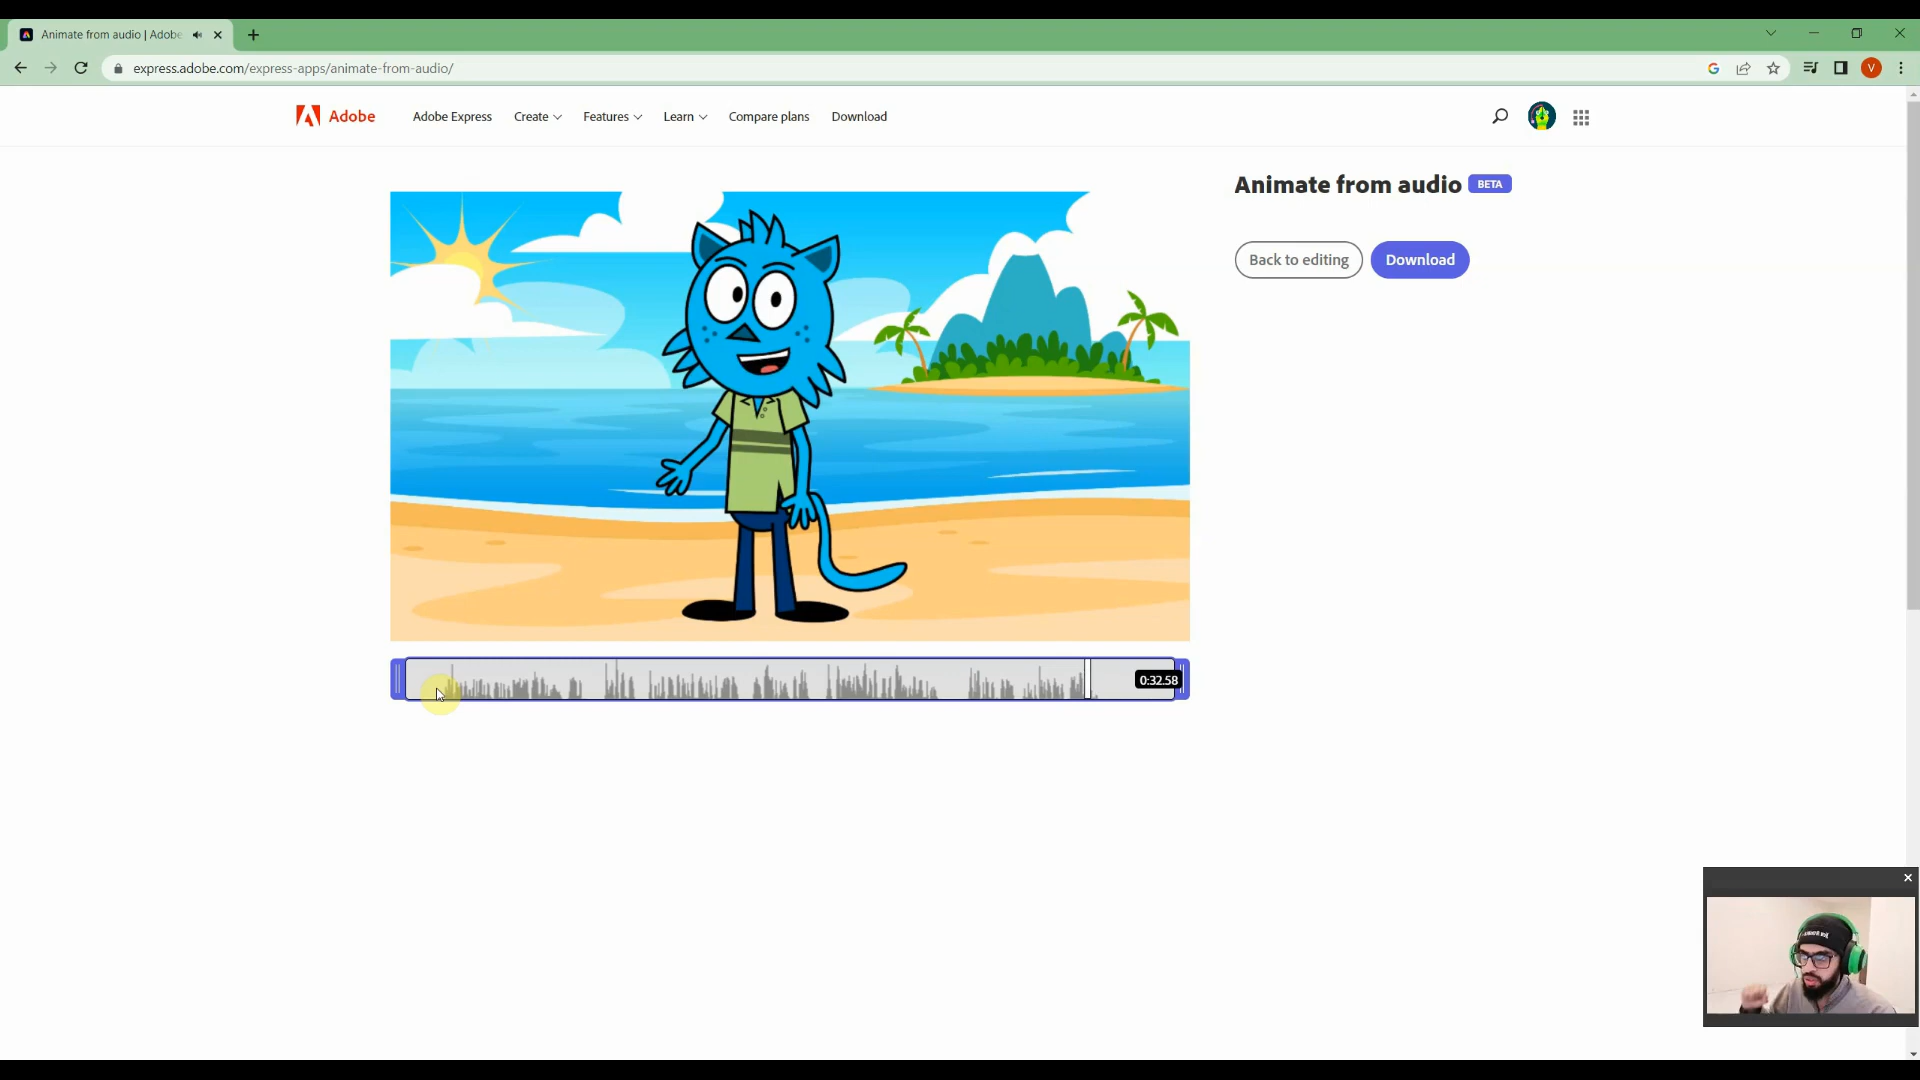 Animate from audio | Adobe
express.adobe.com/express-apps/animate-from-audio/
V
Adobe
Adobe Express
Create
Features
Learn
Compare plans
Download
Animate from audio
BETA
Back to editing
Download
0:32.58